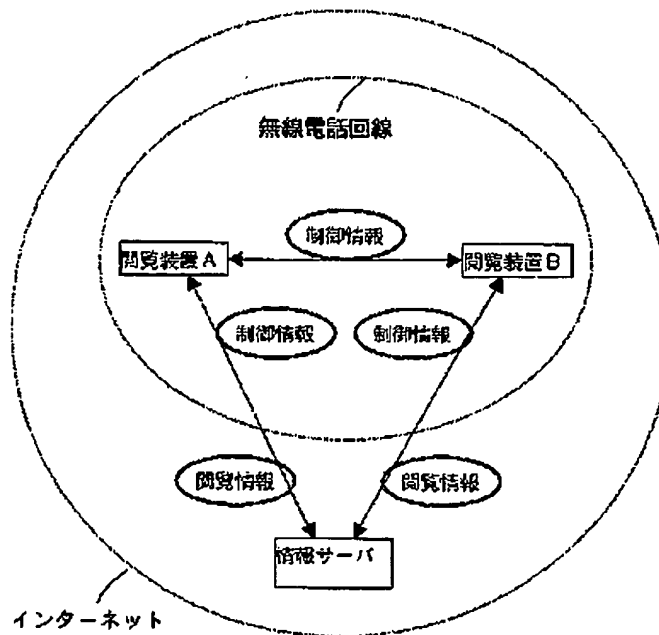 無線電話回線
制御情報
閲覧装置A
閲覧装置B
制御情報
制御情報
閲覧情報
閲覧情報
情報サーバ
インターネット